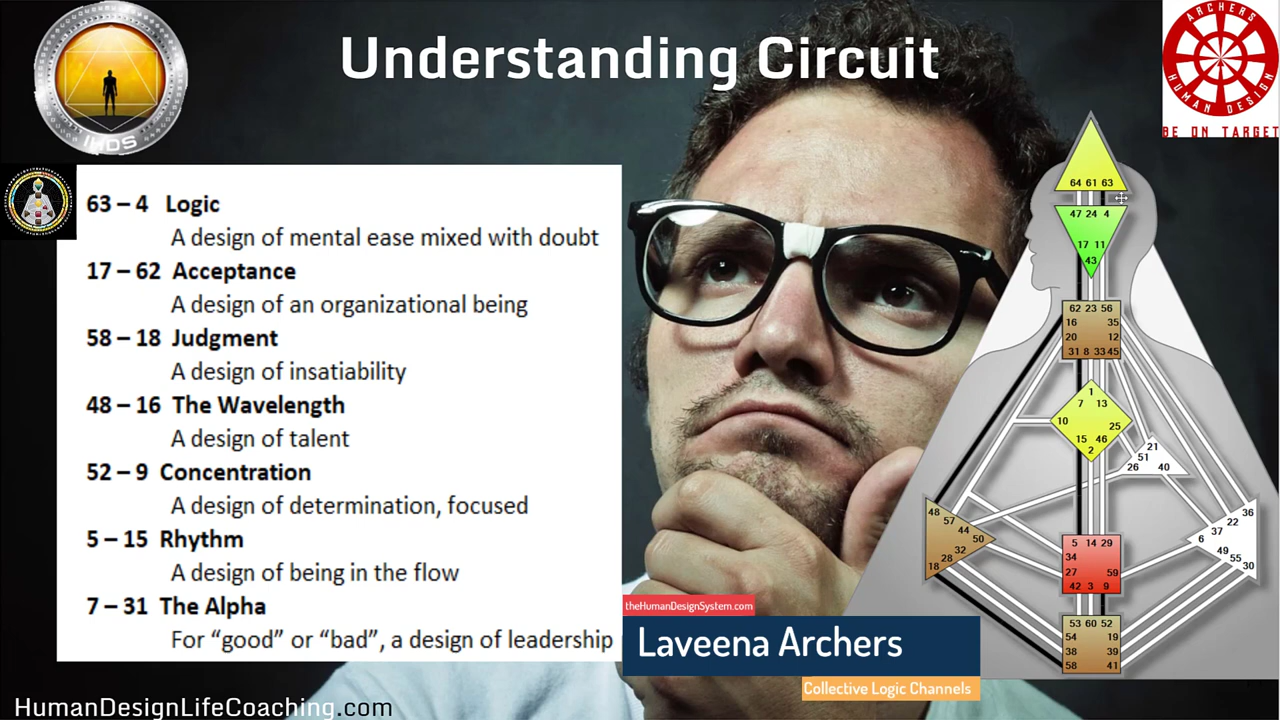 Understanding Circuit
IHDS
ARCHERS
HUMAN DESIGN
BE ON TARGET
63 – 4 Logic
A design of mental ease mixed with doubt
17 – 62 Acceptance
A design of an organizational being
58 – 18 Judgment
A design of insatiability
48 – 16 The Wavelength
A design of talent
52 – 9 Concentration
A design of determination, focused
5 – 15 Rhythm
A design of being in the flow
7 – 31 The Alpha
For “good” or “bad”, a design of leadership
64 61 63
47 24 4
17 11
43
62 23 56
16 35
20 12
31 8 33 45
1
7 13
10 25
15 46
2
21
51
26 40
48
57
44
50
32
28
18
36
22
37
6
49
55
30
5 14 29
34
27 59
42 3 9
53 60 52
54 19
38 39
58 41
theHumanDesignSystem.com
Laveena Archers
Collective Logic Channels
HumanDesignLifeCoaching.com